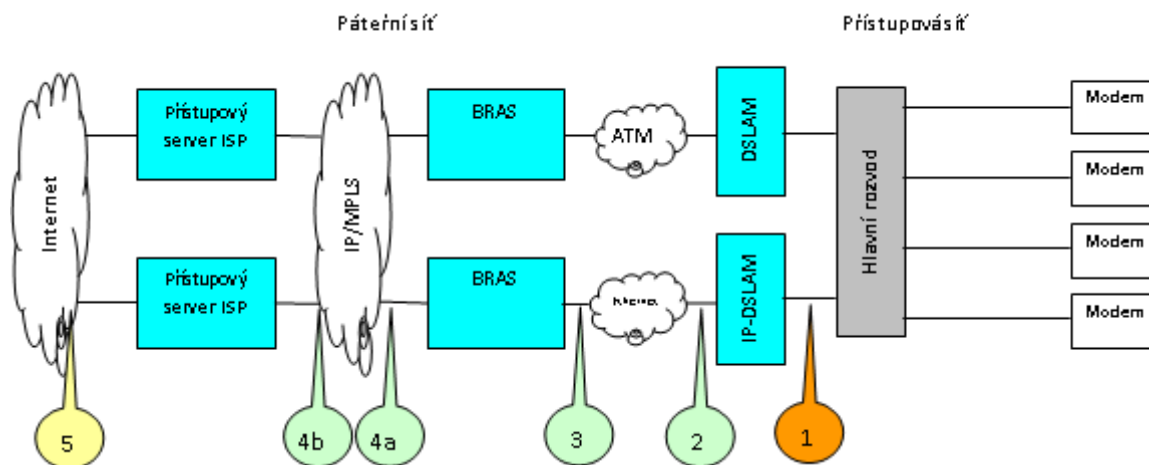 Páteřní síť
Přístupová síť
Internet
Přístupový
server ISP
IP/MPLS
BRAS
ATM
DSLAM
Hlavní rozvod
Modem
Modem
Přístupový
server ISP
BRAS
IP-DSLAM
Modem
Modem
5
4b
4a
3
2
1